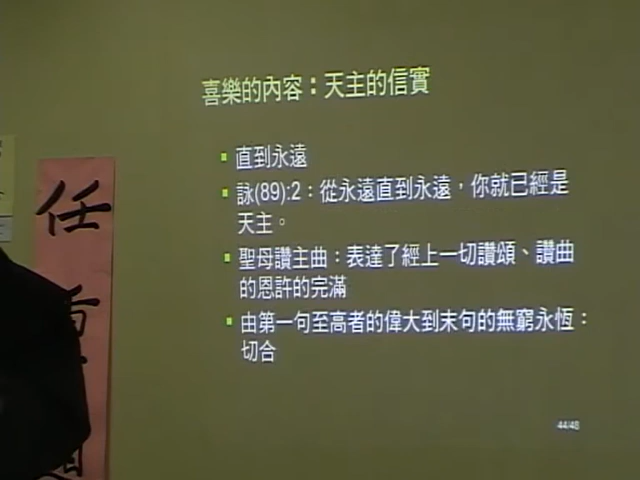 喜樂的內容：天主的信實
直到永遠
詠(89):2：從永遠直到永遠，你就已經是
天主。
聖母讚主曲：表達了經上一切讚頌、讚曲
的恩許的完滿
由第一句至高者的偉大到末句的無窮永恆：
切合
44/48
任
重